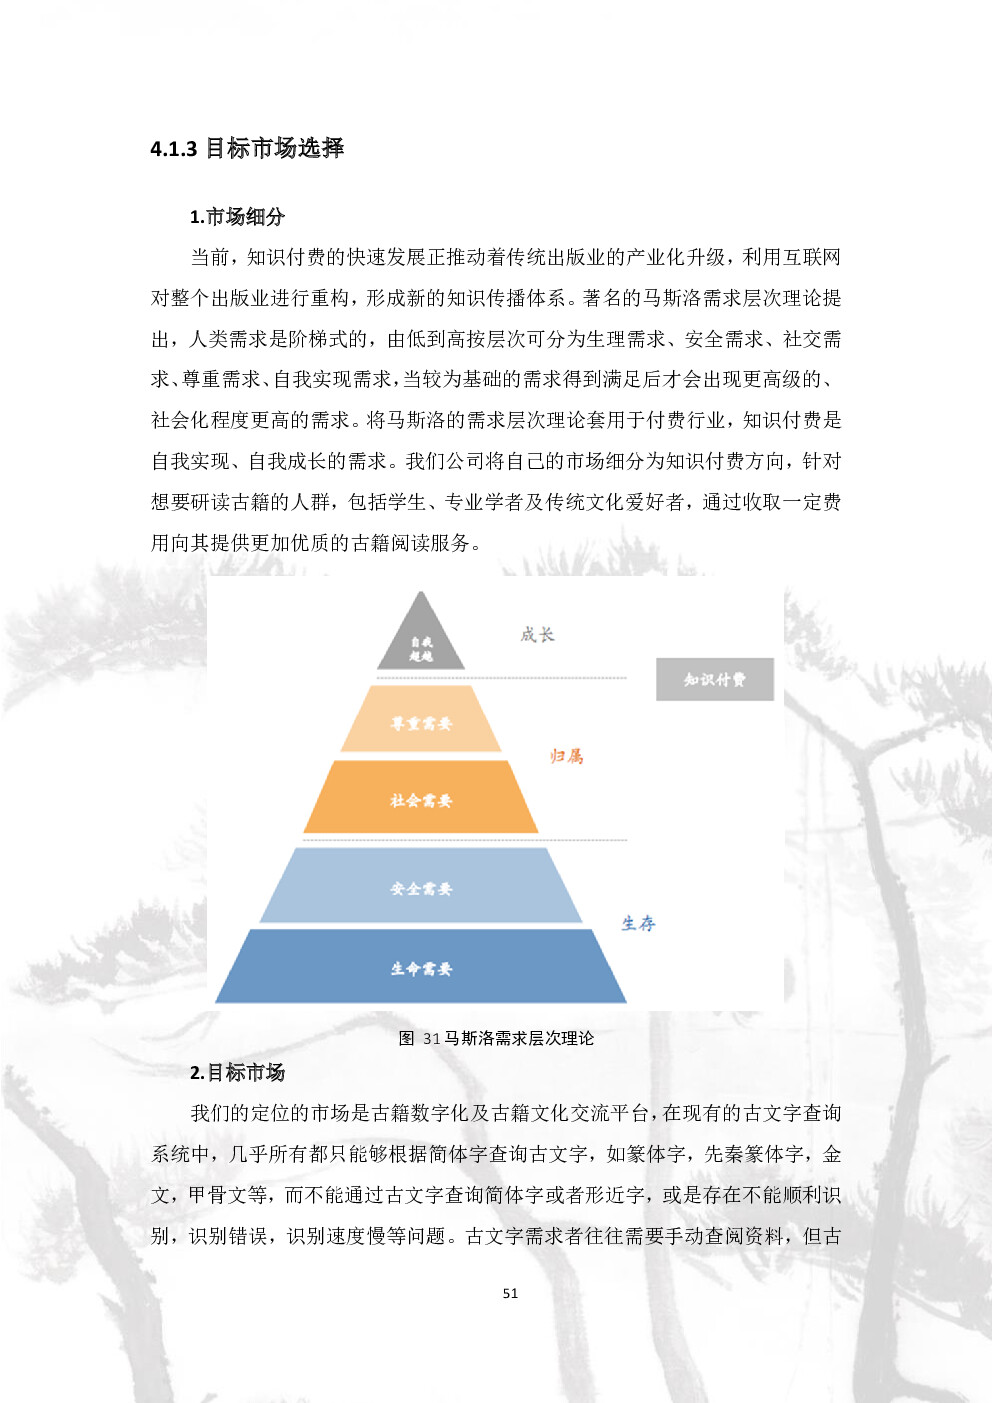 4.1.3 目标市场选择
1.市场细分
当前，知识付费的快速发展正推动着传统出版业的产业化升级，利用互联网
对整个出版业进行重构，形成新的知识传播体系。著名的马斯洛需求层次理论提
出，人类需求是阶梯式的，由低到高按层次可分为生理需求、安全需求、社交需
求、尊重需求、自我实现需求，当较为基础的需求得到满足后才会出现更高级的、
社会化程度更高的需求。将马斯洛的需求层次理论套用于付费行业，知识付费是
自我实现、自我成长的需求。我们公司将自己的市场细分为知识付费方向，针对
想要研读古籍的人群，包括学生、专业学者及传统文化爱好者，通过收取一定费
用向其提供更加优质的古籍阅读服务。
自我
超越
成长
知识付费
尊重需要
归属
社会需要
安全需要
生存
生命需要
图 31 马斯洛需求层次理论
2.目标市场
我们的定位的市场是古籍数字化及古籍文化交流平台，在现有的古文字查询
系统中，几乎所有都只能够根据简体字查询古文字，如篆体字，先秦篆体字，金
文，甲骨文等，而不能通过古文字查询简体字或者形近字，或是存在不能顺利识
别，识别错误，识别速度慢等问题。古文字需求者往往需要手动查阅资料，但古
51